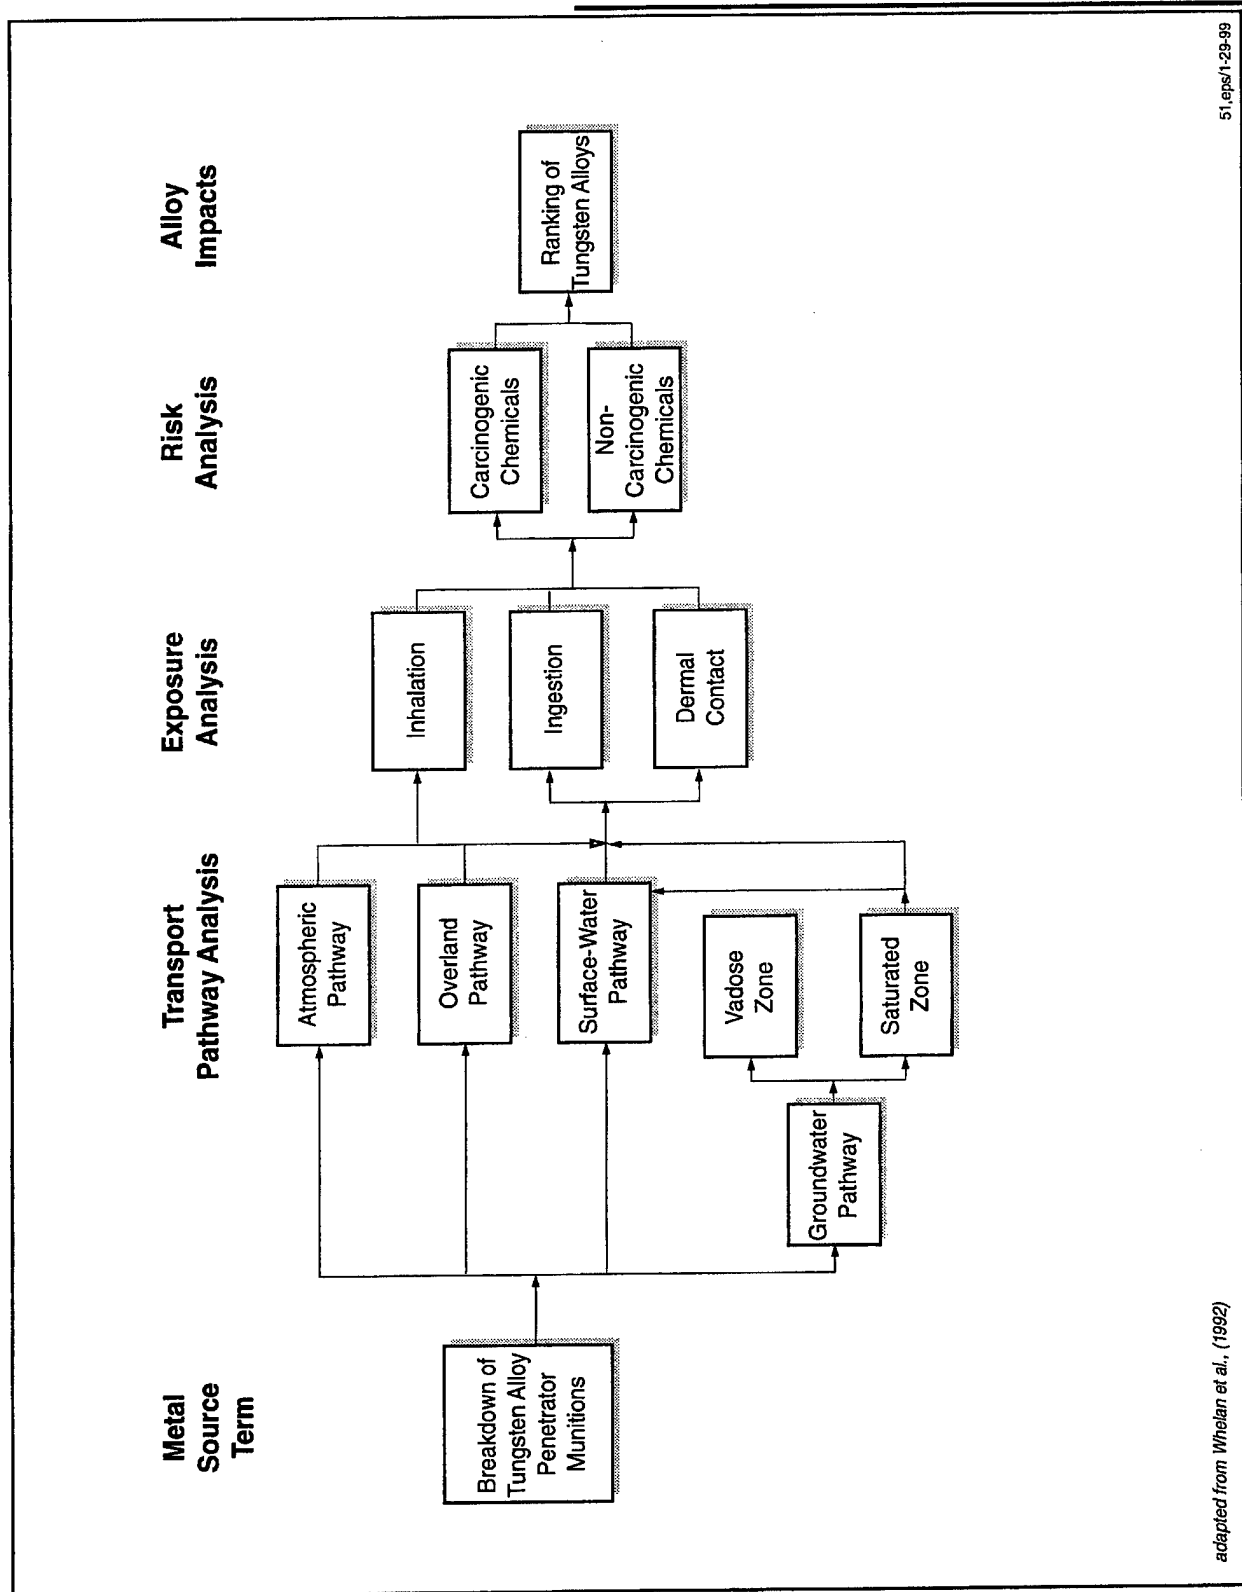 Metal
Source
Term
Transport
Pathway Analysis
Exposure
Analysis
Risk
Analysis
Alloy
Impacts
Breakdown of
Tungsten Alloy
Penetrator
Munitions
Atmospheric
Pathway
Overland
Pathway
Surface-Water
Pathway
Groundwater
Pathway
Vadose
Zone
Saturated
Zone
Inhalation
Ingestion
Dermal
Contact
Carcinogenic
Chemicals
Non-
Carcinogenic
Chemicals
Ranking of
Tungsten Alloys
adapted from Whelan et al., (1992)
51,eps/1-29-99